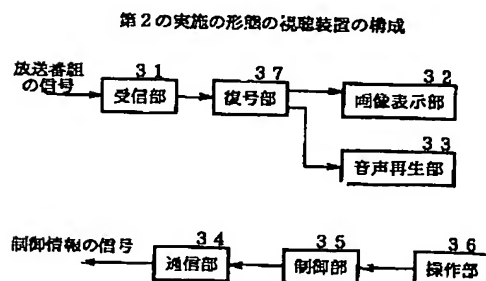 第2の実施の形態の視聴装置の構成
放送番組
の信号
31
37
32
受信部
復号部
画像表示部
33
音声再生部
制御情報の信号
34
35
36
通信部
制御部
操作部